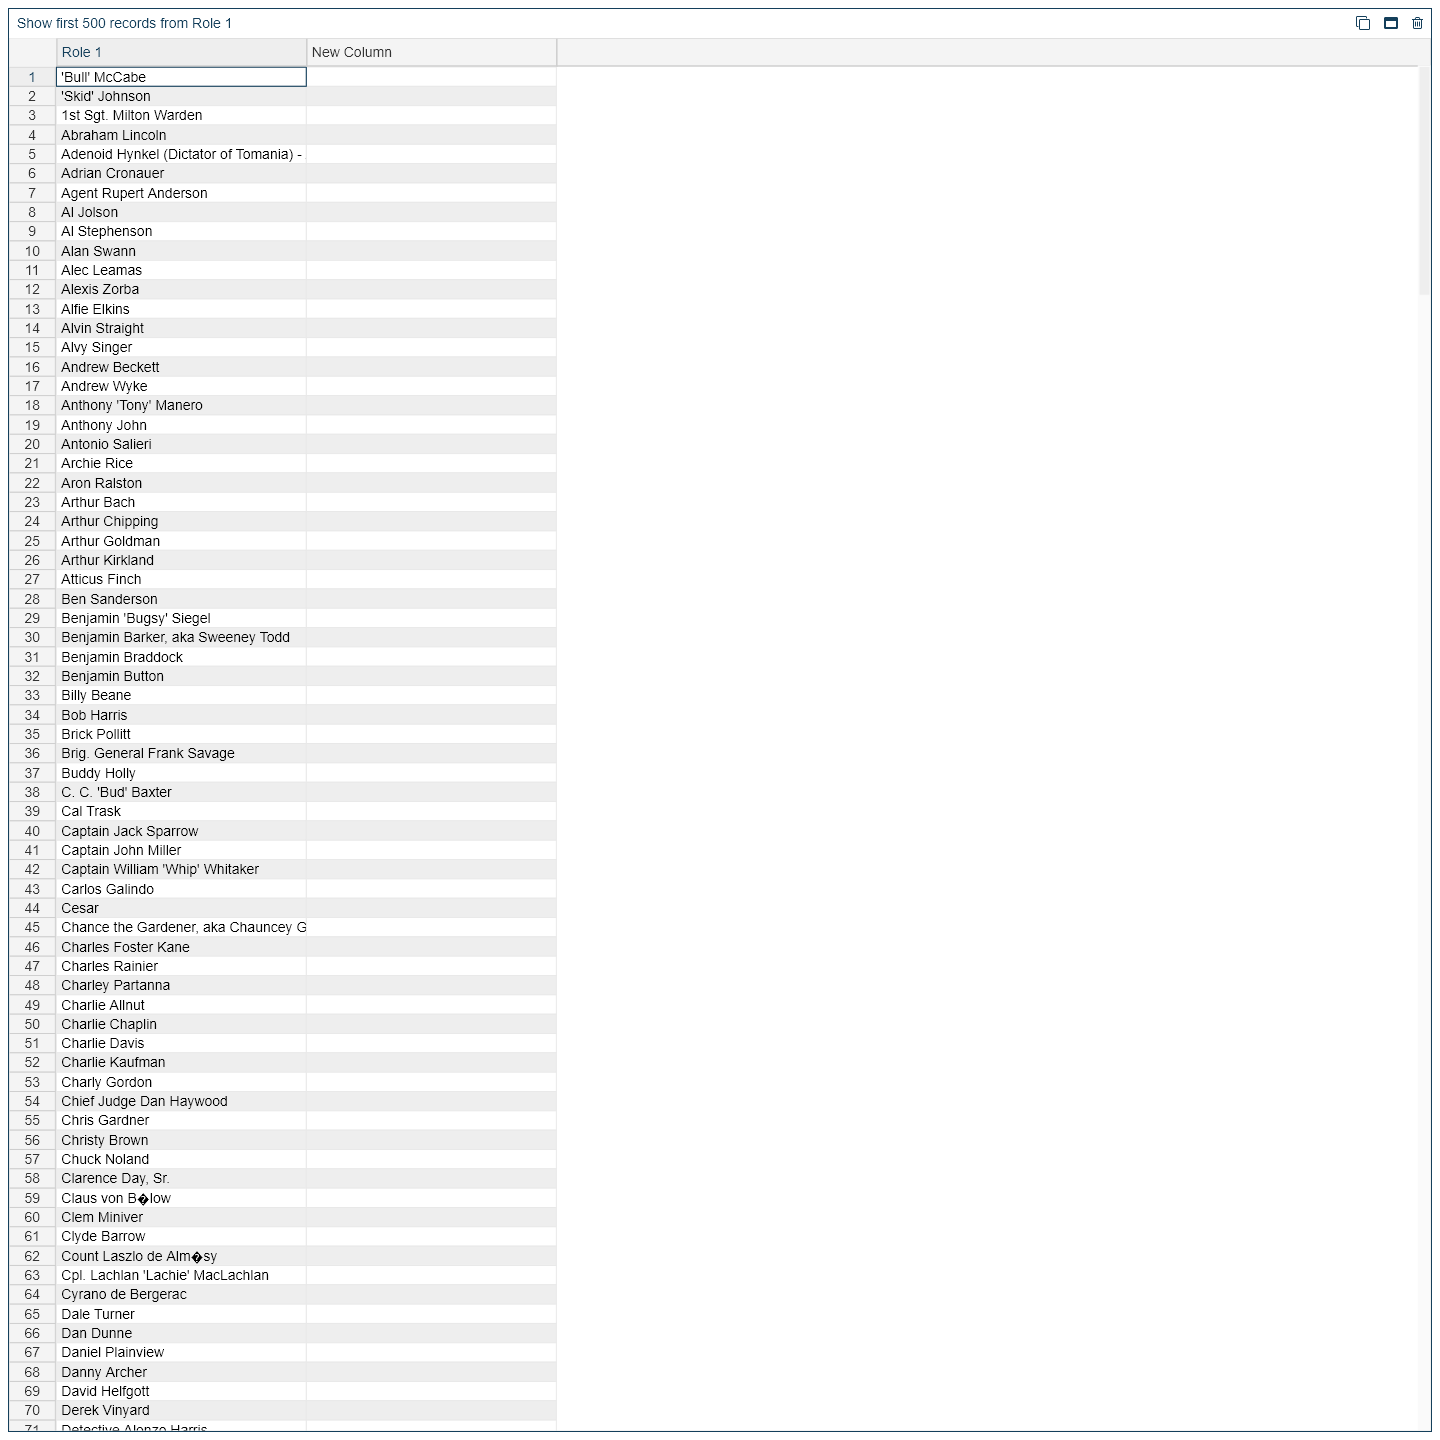 Show first 500 records from Role 1
Role 1 New Column
1 'Bull' McCabe
2 'Skid' Johnson
3 1st Sgt. Milton Warden
4 Abraham Lincoln
5 Adenoid Hynkel (Dictator of Tomania) -
6 Adrian Cronauer
7 Agent Rupert Anderson
8 Al Jolson
9 Al Stephenson
10 Alan Swann
11 Alec Leamas
12 Alexis Zorba
13 Alfie Elkins
14 Alvin Straight
15 Alvy Singer
16 Andrew Beckett
17 Andrew Wyke
18 Anthony 'Tony' Manero
19 Anthony John
20 Antonio Salieri
21 Archie Rice
22 Aron Ralston
23 Arthur Bach
24 Arthur Chipping
25 Arthur Goldman
26 Arthur Kirkland
27 Atticus Finch
28 Ben Sanderson
29 Benjamin 'Bugsy' Siegel
30 Benjamin Barker, aka Sweeney Todd
31 Benjamin Braddock
32 Benjamin Button
33 Billy Beane
34 Bob Harris
35 Brick Pollitt
36 Brig. General Frank Savage
37 Buddy Holly
38 C. C. 'Bud' Baxter
39 Cal Trask
40 Captain Jack Sparrow
41 Captain John Miller
42 Captain William 'Whip' Whitaker
43 Carlos Galindo
44 Cesar
45 Chance the Gardener, aka Chauncey G
46 Charles Foster Kane
47 Charles Rainier
48 Charley Partanna
49 Charlie Allnut
50 Charlie Chaplin
51 Charlie Davis
52 Charlie Kaufman
53 Charly Gordon
54 Chief Judge Dan Haywood
55 Chris Gardner
56 Christy Brown
57 Chuck Noland
58 Clarence Day, Sr.
59 Claus von B�low
60 Clem Miniver
61 Clyde Barrow
62 Count Laszlo de Alm�sy
63 Cpl. Lachlan 'Lachie' MacLachlan
64 Cyrano de Bergerac
65 Dale Turner
66 Dan Dunne
67 Daniel Plainview
68 Danny Archer
69 David Helfgott
70 Derek Vinyard
71 Detective Alonzo Harris